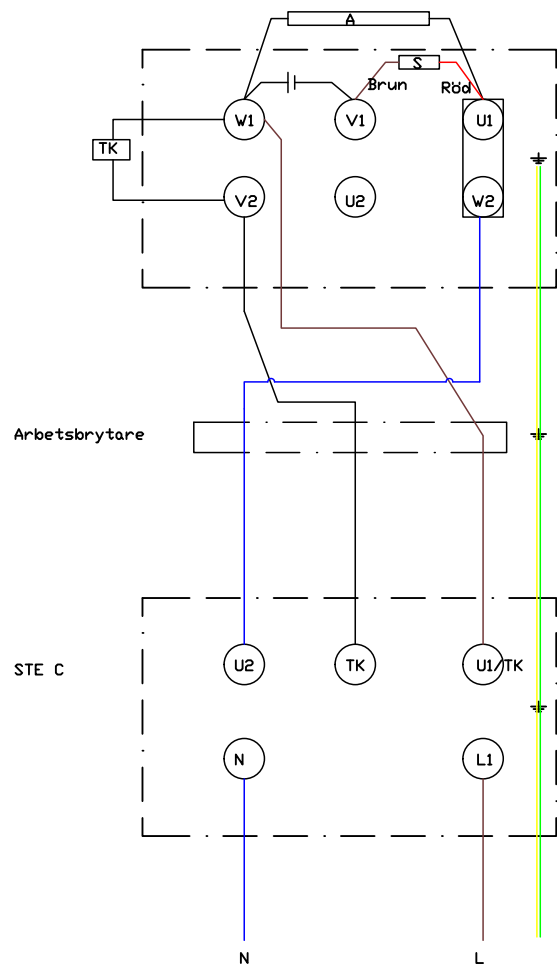 A
S
Brun
Röd
W1
V1
U1
TK
V2
U2
W2
Arbetsbrytare
STE C
U2
TK
U1/TK
N
L1
N
L